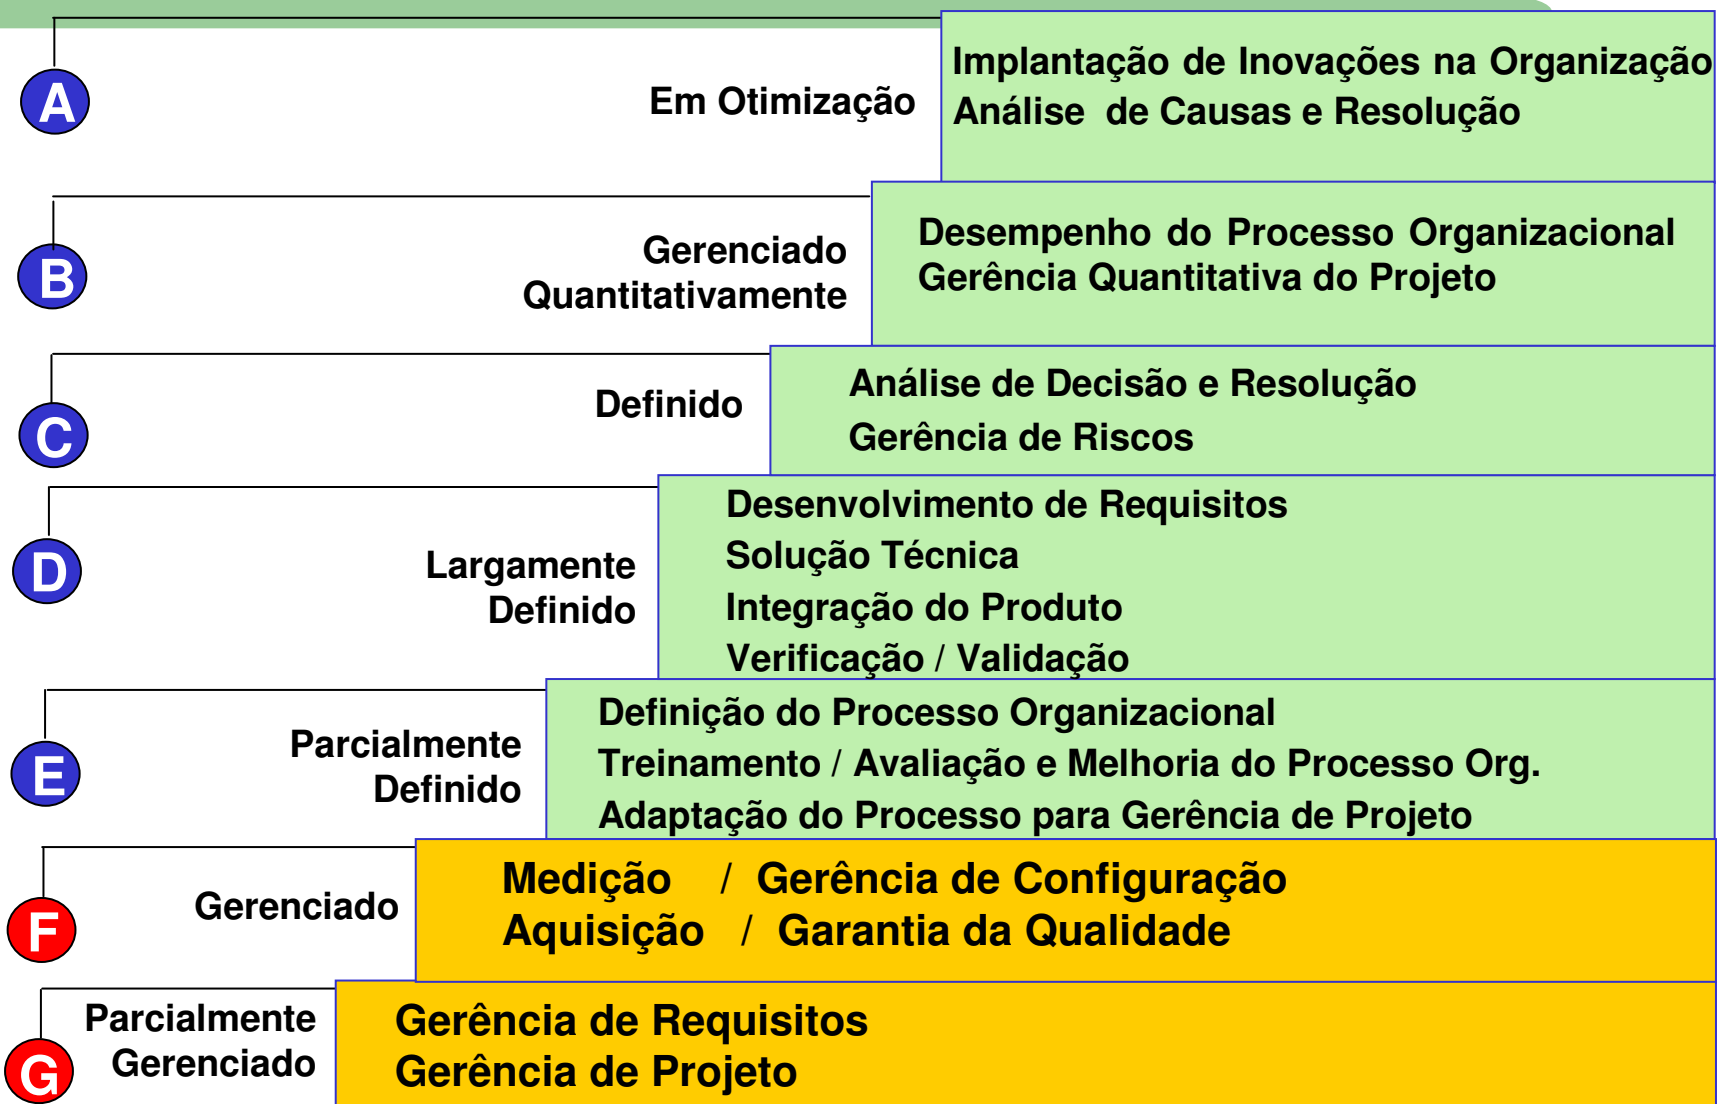 A
Em Otimização
Implantação de Inovações na Organização
Análise de Causas e Resolução
B
Gerenciado
Quantitativamente
Desempenho do Processo Organizacional
Gerência Quantitativa do Projeto
C
Definido
Análise de Decisão e Resolução
Gerência de Riscos
D
Largamente
Definido
Desenvolvimento de Requisitos
Solução Técnica
Integração do Produto
Verificação / Validação
E
Parcialmente
Definido
Definição do Processo Organizacional
Treinamento / Avaliação e Melhoria do Processo Org.
Adaptação do Processo para Gerência de Projeto
F
Gerenciado
Medição / Gerência de Configuração
Aquisição / Garantia da Qualidade
G
Parcialmente
Gerenciado
Gerência de Requisitos
Gerência de Projeto